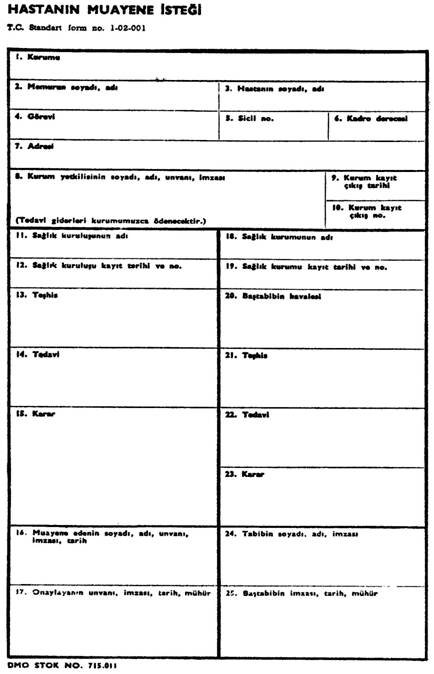 HASTANIN MUAYENE İSTEĞİ
T.C. Standart form no. 1-02-001
1. Kurumu
2. Memurun soyadı, adı
3. Hastanın soyadı, adı
4. Görevi
5. Sicil no.
6. Kadro derecesi
7. Adresi
8. Kurum yetkilisinin soyadı, adı, unvanı, imzası
(Tedavi giderleri kurumumuzca ödenecektir.)
9. Kurum kayıt
çıkış tarihi
10. Kurum kayıt
çıkış no.
11. Sağlık kuruluşunun adı
18. Sağlık kurumunun adı
12. Sağlık kuruluşu kayıt tarihi ve no.
19. Sağlık kurumu kayıt tarihi ve no.
13. Teşhis
20. Baştabibin havalesi
14. Tedavi
21. Teşhis
15. Karar
22. Tedavi
23. Karar
16. Muayene edenin soyadı, adı, unvanı,
imzası, tarih
24. Tabibin soyadı, adı, imzası
17. Onaylayanın unvanı, imzası, tarih, mühür
25. Baştabibin imzası, tarih, mühür
DMO STOK NO. 715.011